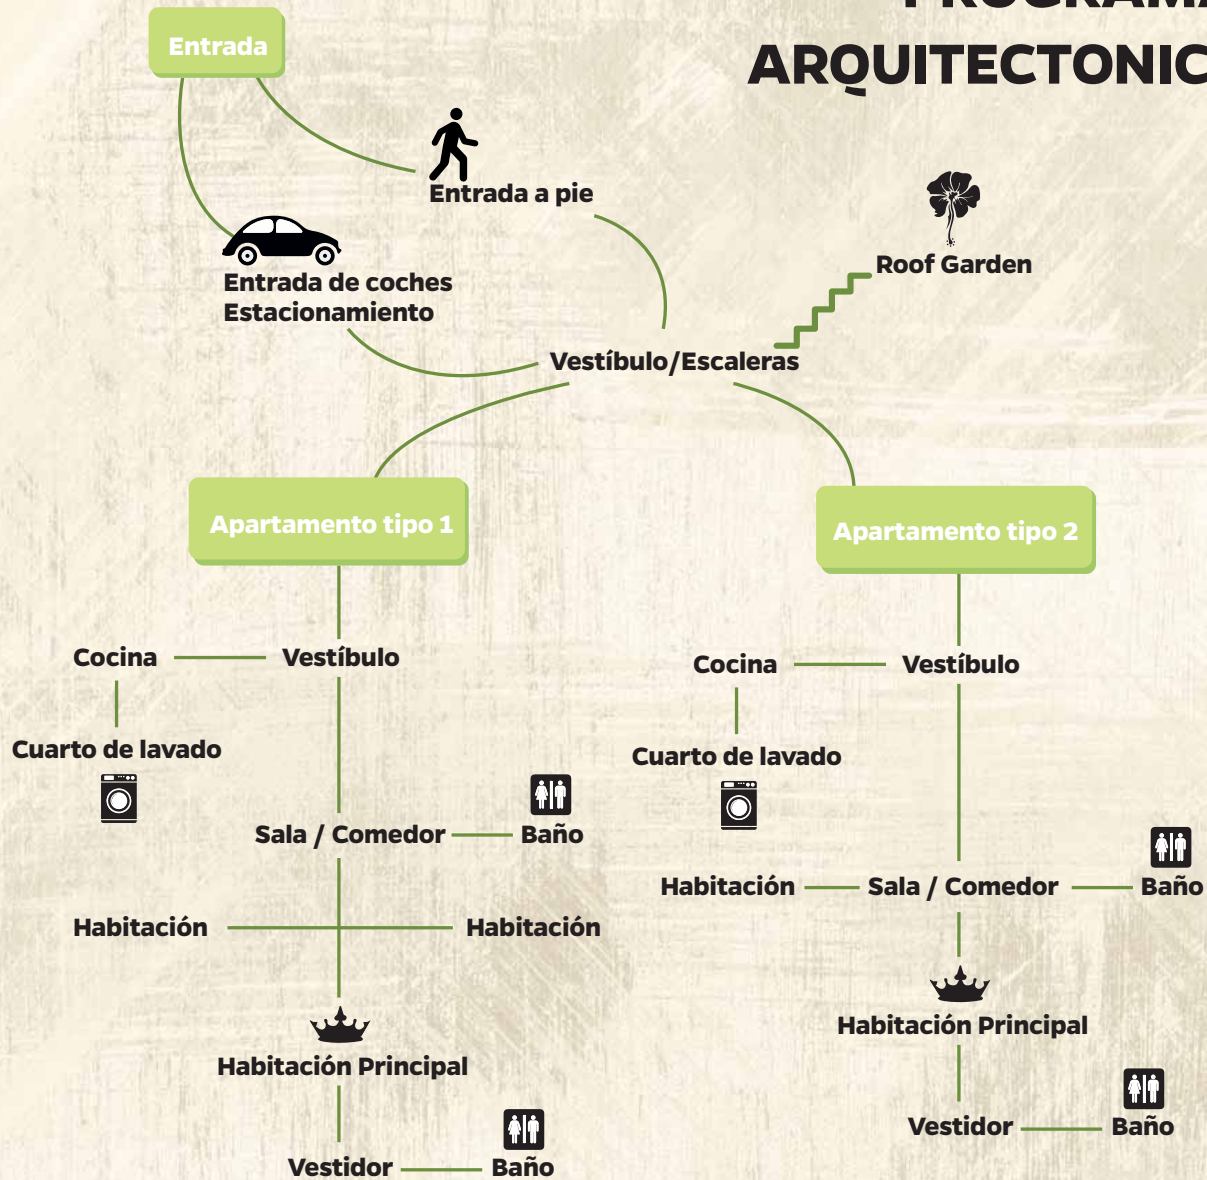 PROGRAMA
ARQUITECTONIC
Entrada
Entrada a pie
Entrada de coches
Estacionamiento
Roof Garden
Vestíbulo/Escaleras
Apartamento tipo 1
Cocina
Vestíbulo
Cuarto de lavado
Sala / Comedor
Baño
Habitación
Habitación
Habitación Principal
Vestidor
Baño
Apartamento tipo 2
Cocina
Vestíbulo
Cuarto de lavado
Habitación
Sala / Comedor
Baño
Habitación Principal
Vestidor
Baño